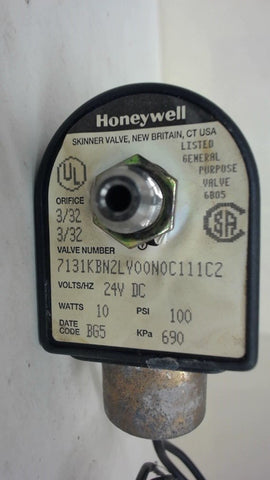 Honeywell
SKINNER VALVE, NEW BRITAIN, CT USA
LISTED
GENERAL
PURPOSE
VALVE
6B05
UL
ORIFICE
3/32
3/32
SA
VALVE NUMBER
7131KBN2LV00N0C111C2
VOLTS/HZ 24V DC
WATTS 10 PSI 100
DATE CODE BG5 KPa 690